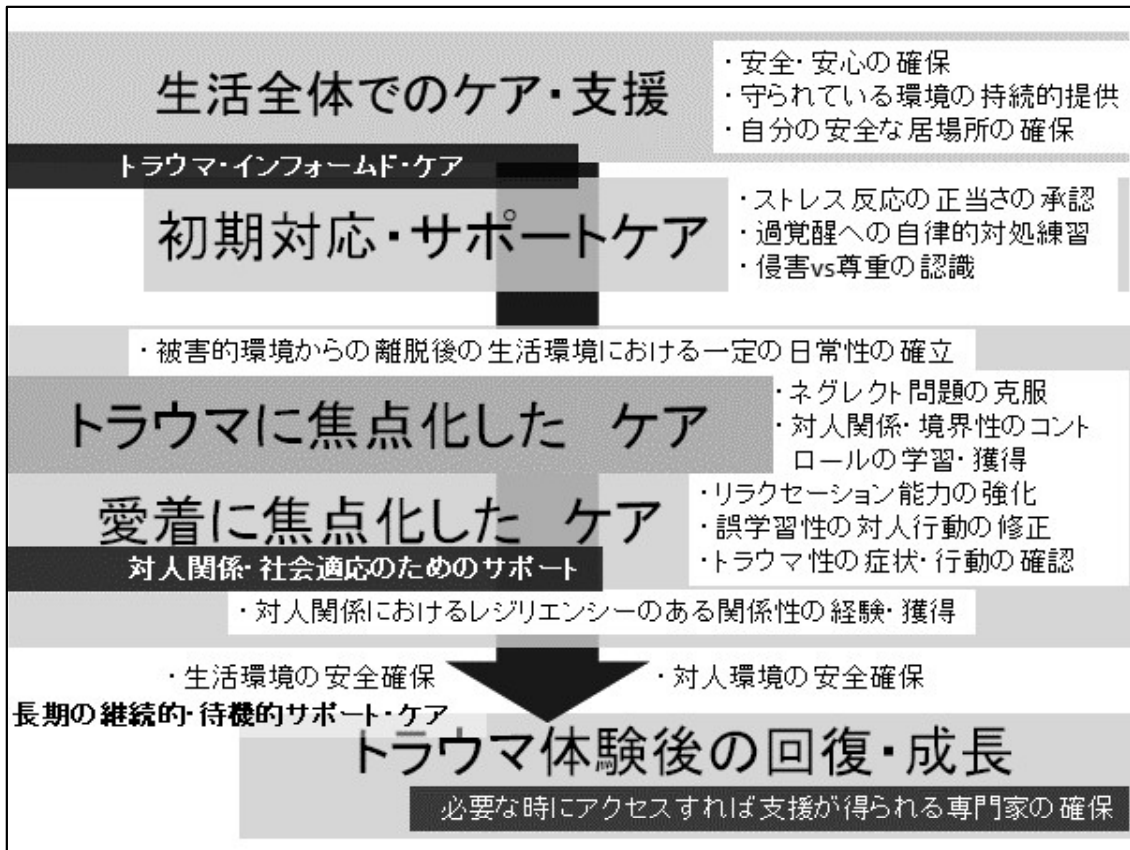 生活全体でのケア・支援
・安全・安心の確保
・守られている環境の持続的提供
・自分の安全な居場所の確保
トラウマ・インフォームド・ケア
初期対応・サポートケア
・ストレス反応の正当さの承認
・過覚醒への自律的対処練習
・侵害vs尊重の認識
・被害的環境からの離脱後の生活環境における一定の日常性の確立
トラウマに焦点化した ケア
・ネグレクト問題の克服
・対人関係・境界性のコント
ロールの学習・獲得
愛着に焦点化した ケア
・リラクセーション能力の強化
・誤学習性の対人行動の修正
・トラウマ性の症状・行動の確認
対人関係・社会適応のためのサポート
・対人関係におけるレジリエンシーのある関係性の経験・獲得
・生活環境の安全確保
・対人環境の安全確保
長期の継続的・待機的サポート・ケア
トラウマ体験後の回復・成長
必要な時にアクセスすれば支援が得られる専門家の確保